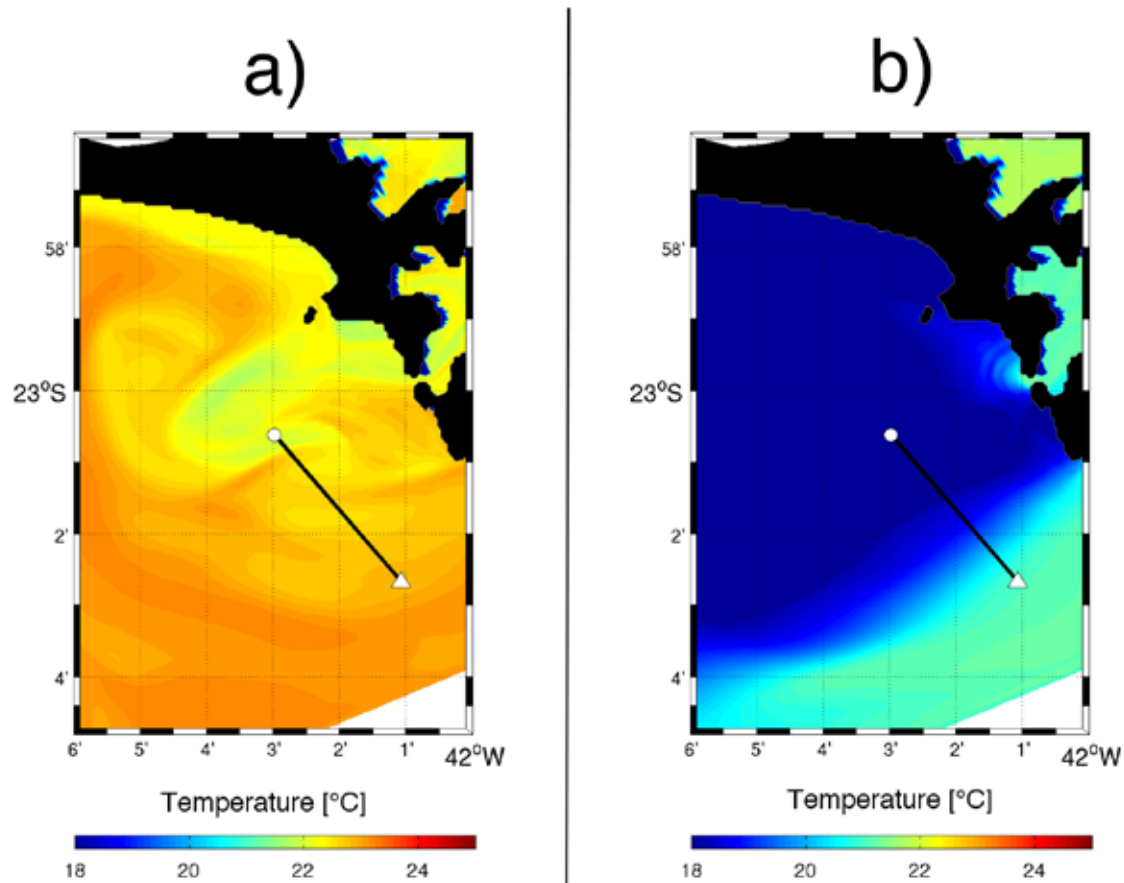 a)
58'
23°S
2'
4'
6' 5' 4' 3' 2' 1' 42°W
Temperature [°C]
18 20 22 24
b)
58'
23°S
2'
4'
6' 5' 4' 3' 2' 1' 42°W
Temperature [°C]
18 20 22 24